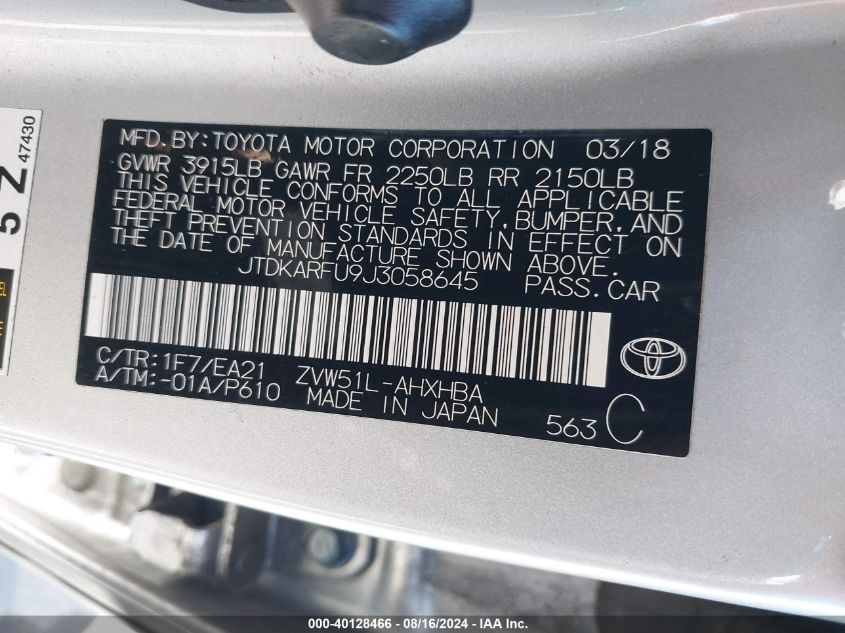 MFD.BY:TOYOTA MOTOR CORPORATION 03/18
GVWR 3915LB GAWR FR 2250LB RR 2150LB
THIS VEHICLE CONFORMS TO ALL APPLICABLE
FEDERAL MOTOR VEHICLE SAFETY,BUMPER,AND
THEFT PREVENTION STANDARDS IN EFFECT ON
THE DATE OF MANUFACTURE SHOWN ABOVE.
JTDKARFU9J3058645 PASS.CAR
C/TR:1F7/EA21 ZVW51L-AHXHBA
A/TM:-01A/P610 MADE IN JAPAN
563 C
5 Z
47430
000-40128466 - 08/16/2024 - IAA Inc.